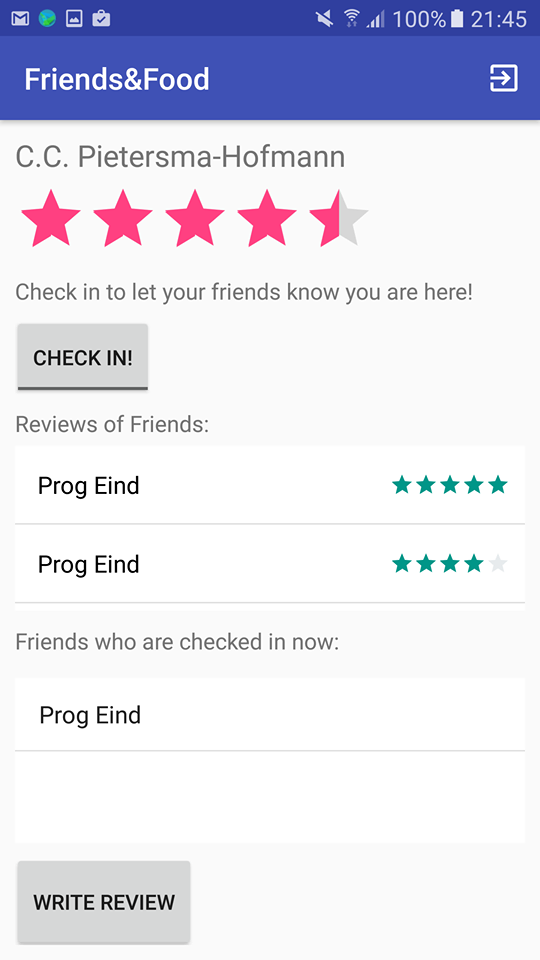 100% 21:45
Friends&Food
C.C. Pietersma-Hofmann
Check in to let your friends know you are here!
CHECK IN!
Reviews of Friends:
Prog Eind
Prog Eind
Friends who are checked in now:
Prog Eind
WRITE REVIEW